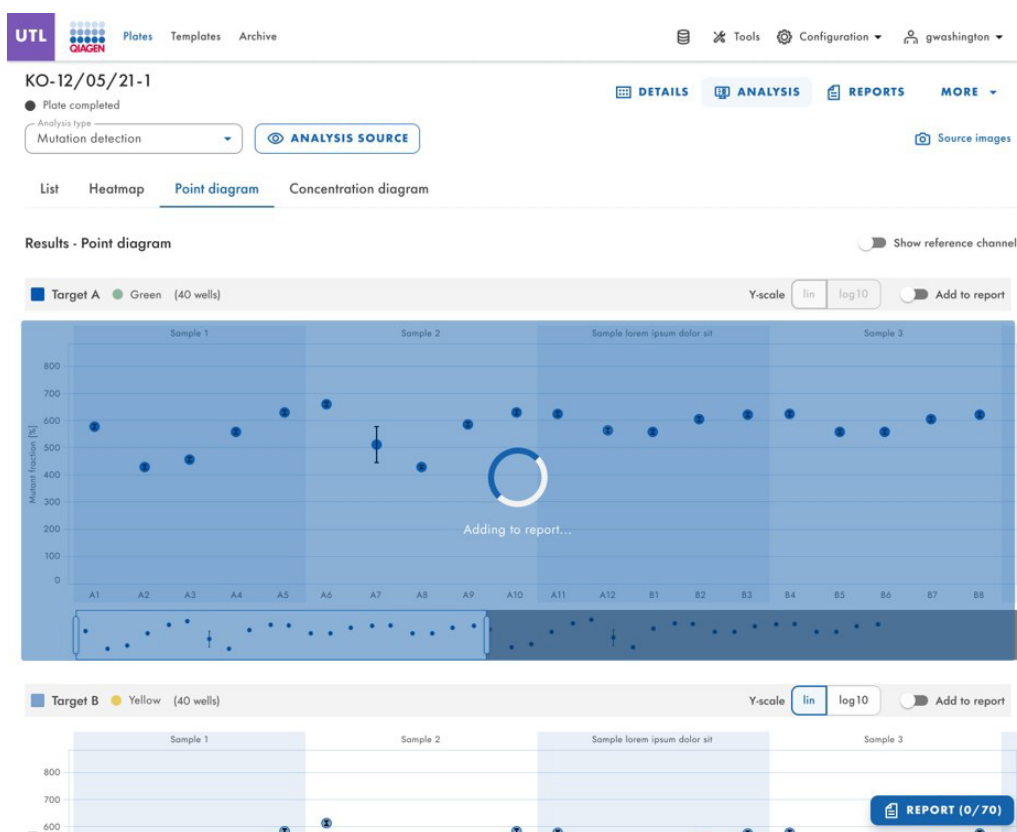 UTL QIAGEN Plates Templates Archive Tools Configuration gwashington
KO-12/05/21-1
DETAILS ANALYSIS REPORTS MORE
Plate completed
Analysis type
Mutation detection ANALYSIS SOURCE Source images
List Heatmap Point diagram Concentration diagram
Results - Point diagram Show reference channel
Target A Green (40 wells) Y-scale lin log10 Add to report
Sample 1 Sample 2 Sample lorem ipsum dolor sit Sample 3
800
700
600
500
400
300
200
100
0
Mutant fraction [%]
Adding to report...
A1 A2 A3 A4 A5 A6 A7 A8 A9 A10 A11 A12 B1 B2 B3 B4 B5 B6 B7 B8
Target B Yellow (40 wells) Y-scale lin log10 Add to report
Sample 1 Sample 2 Sample lorem ipsum dolor sit Sample 3
800
700
600
REPORT (0/70)